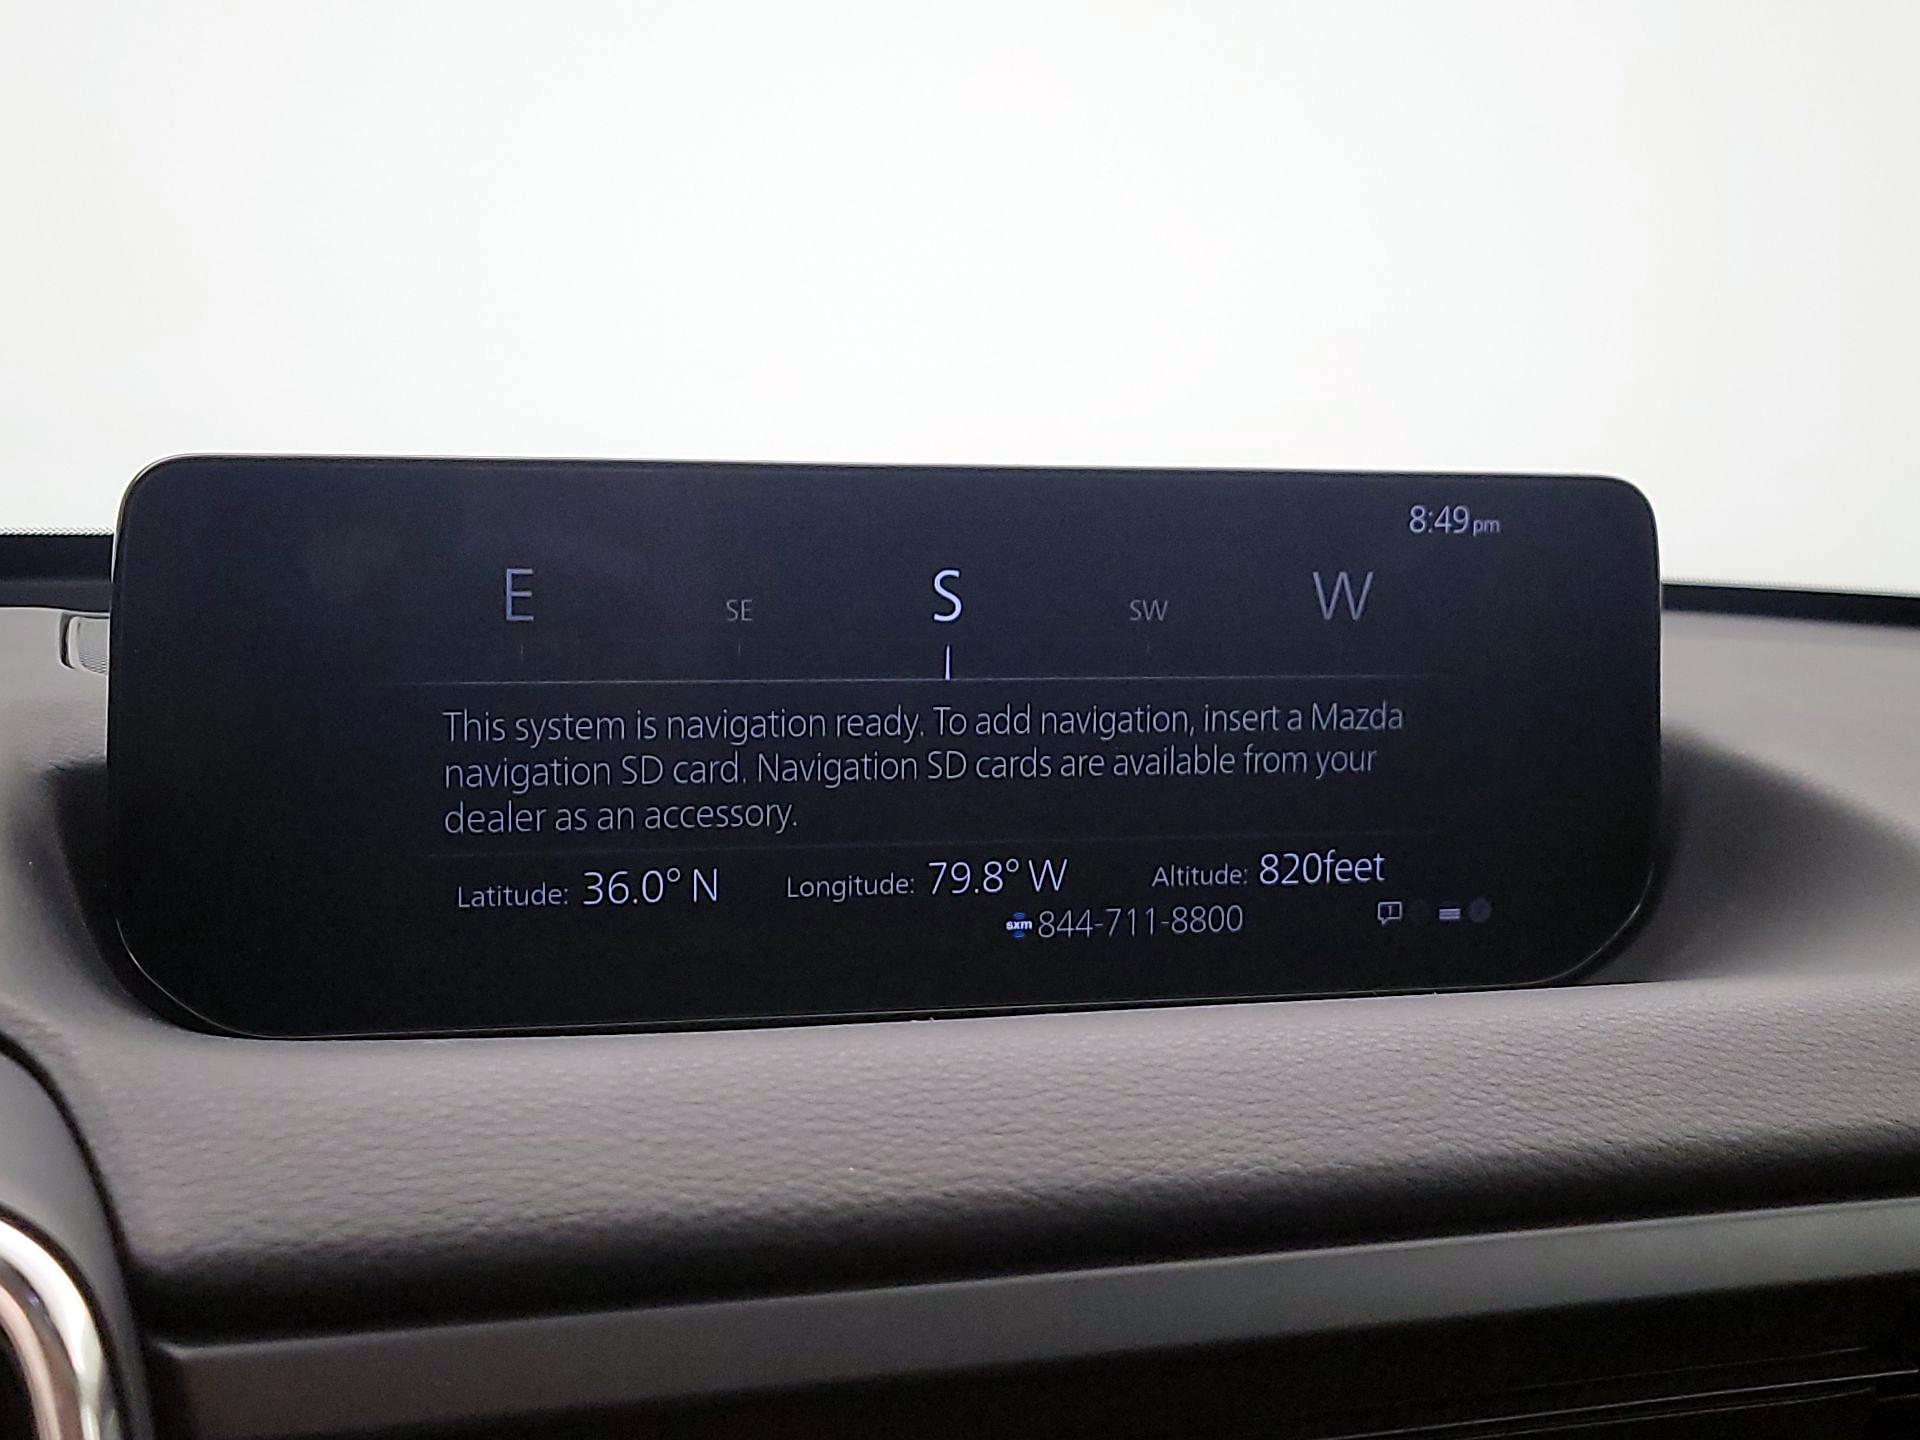 8:49pm
E SE S SW W
This system is navigation ready. To add navigation, insert a Mazda
navigation SD card. Navigation SD cards are available from your
dealer as an accessory.
Latitude: 36.0° N Longitude: 79.8° W Altitude: 820feet
sxm 844-711-8800